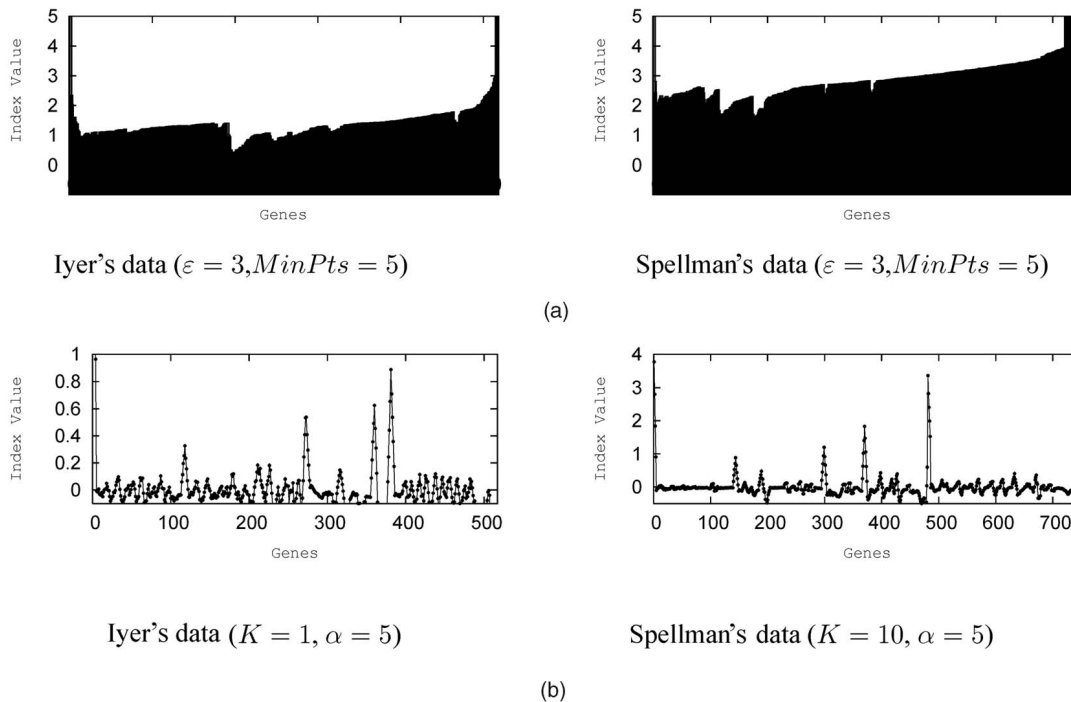 5
4
3
2
1
0
Index Value
Genes
Iyer's data (ε = 3,MinPts = 5)
5
4
3
2
1
0
Index Value
Genes
Spellman's data (ε = 3,MinPts = 5)
(a)
1
0.8
0.6
0.4
0.2
0
Index Value
0 100 200 300 400 500
Genes
Iyer's data (K = 1, α = 5)
4
3
2
1
0
Index Value
0 100 200 300 400 500 600 700
Genes
Spellman's data (K = 10, α = 5)
(b)